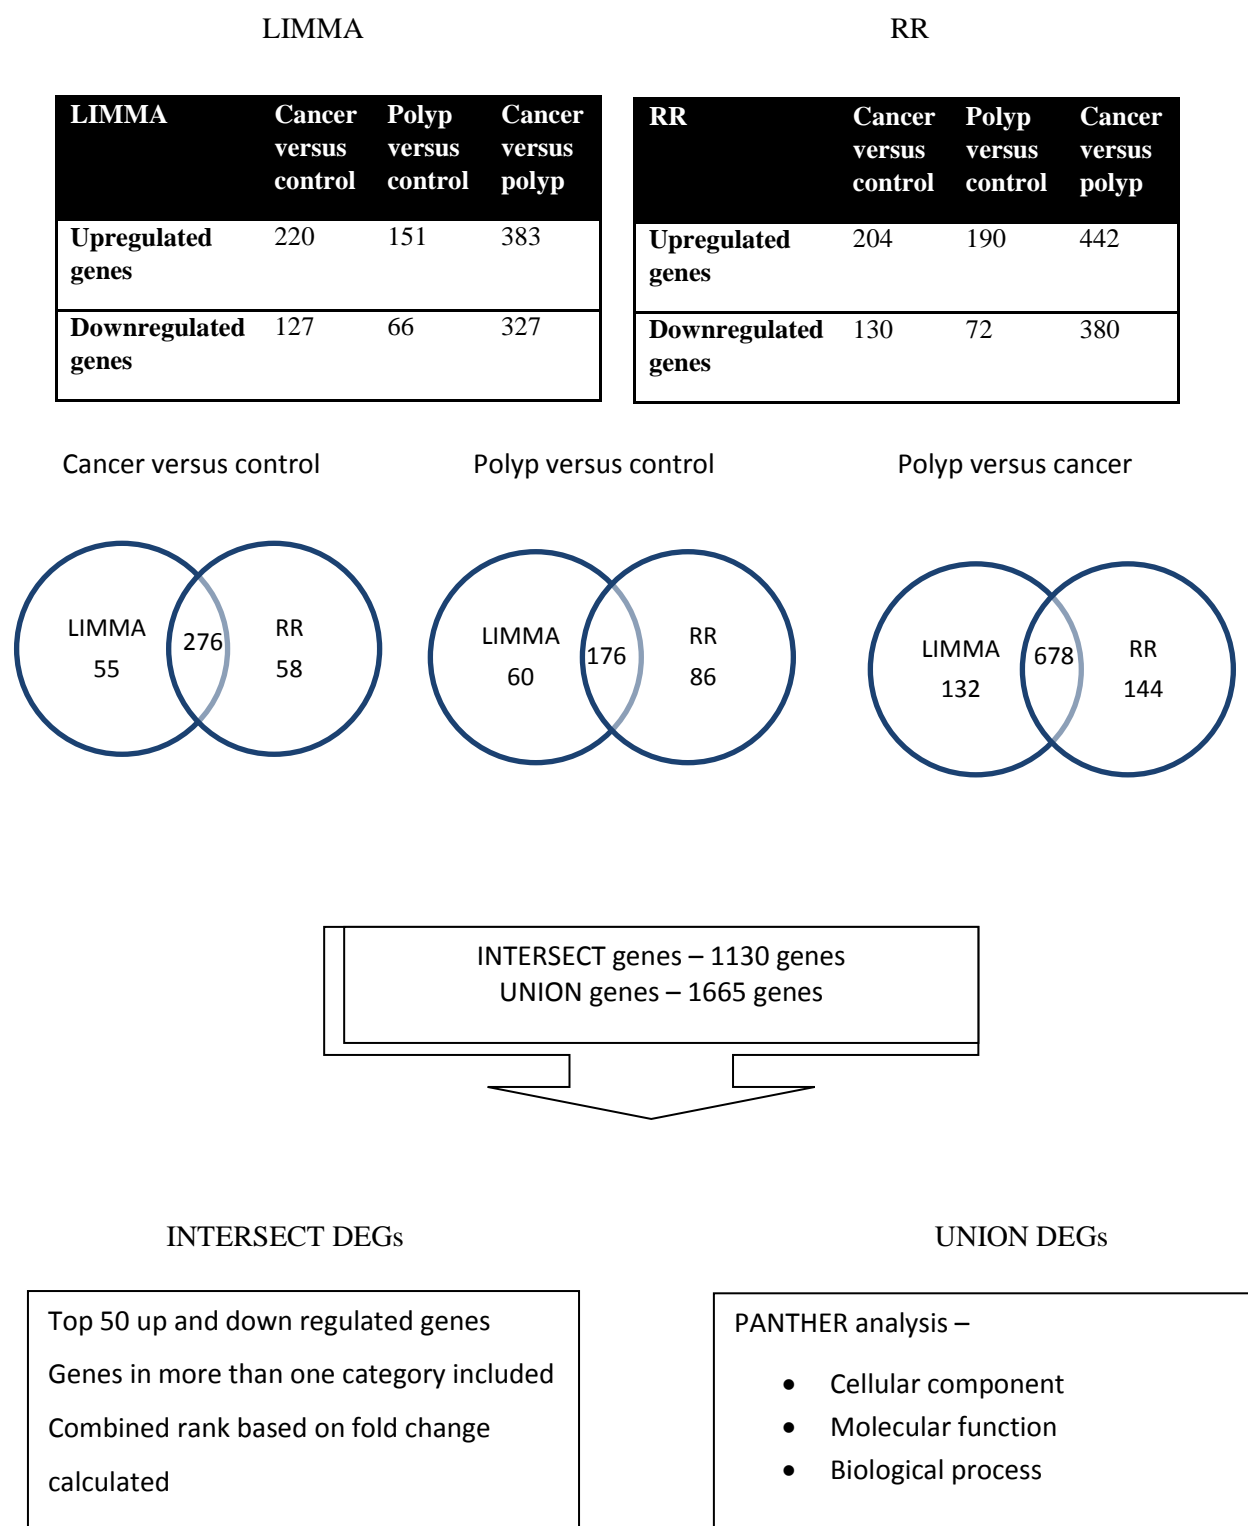 LIMMA
RR
LIMMA Cancer Polyp Cancer
versus versus versus
control control polyp
Upregulated 220 151 383
genes
Downregulated 127 66 327
genes
RR Cancer Polyp Cancer
versus versus versus
control control polyp
Upregulated 204 190 442
genes
Downregulated 130 72 380
genes
Cancer versus control
Polyp versus control
Polyp versus cancer
LIMMA
55
276
RR
58
LIMMA
60
176
RR
86
LIMMA
132
678
RR
144
INTERSECT genes – 1130 genes
UNION genes – 1665 genes
INTERSECT DEGs
Top 50 up and down regulated genes
Genes in more than one category included
Combined rank based on fold change
calculated
UNION DEGs
PANTHER analysis –
• Cellular component
• Molecular function
• Biological process